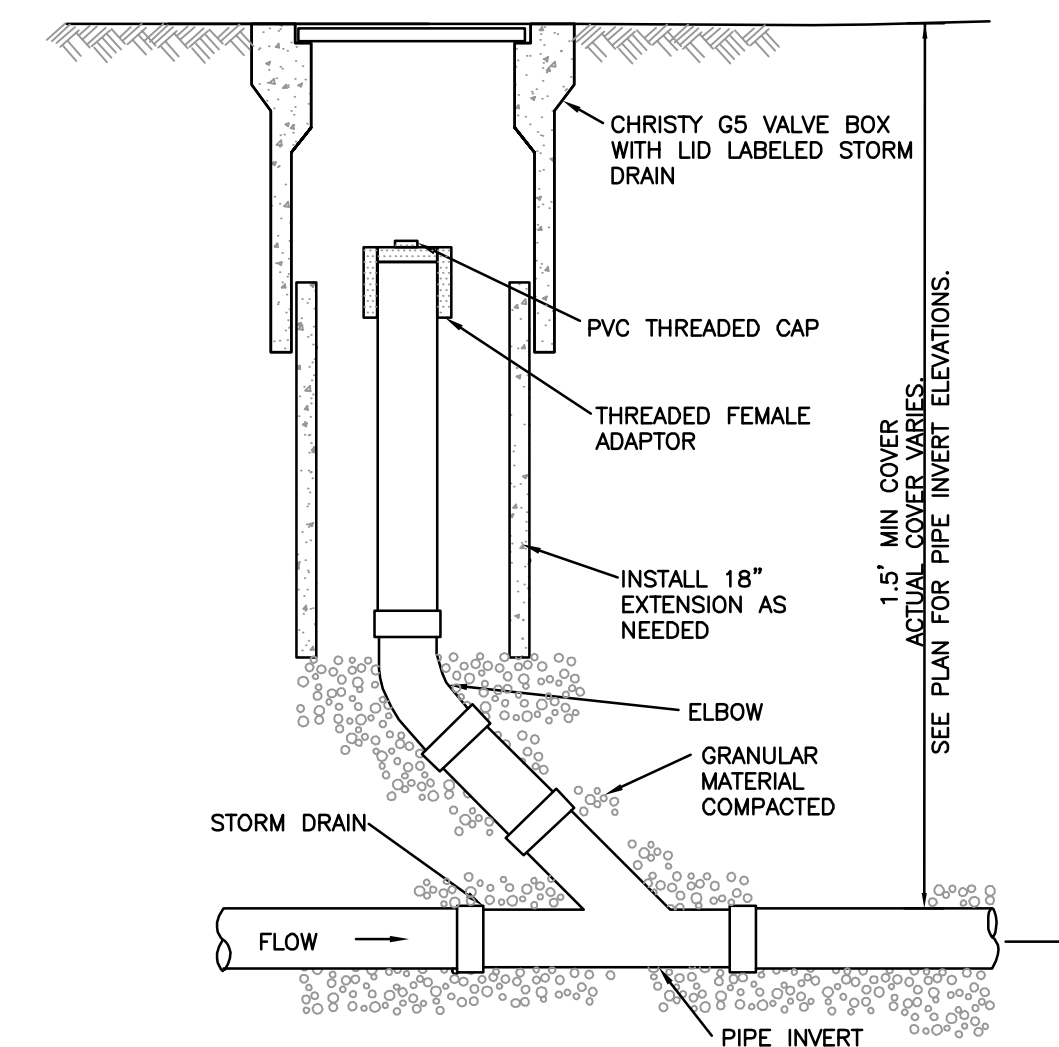 CHRISTY G5 VALVE BOX
WITH LID LABELED STORM
DRAIN
PVC THREADED CAP
THREADED FEMALE
ADAPTOR
1.5' MIN COVER
ACTUAL COVER VARIES.
SEE PLAN FOR PIPE INVERT ELEVATIONS.
INSTALL 18"
EXTENSION AS
NEEDED
ELBOW
GRANULAR
MATERIAL
COMPACTED
STORM DRAIN
FLOW
PIPE INVERT